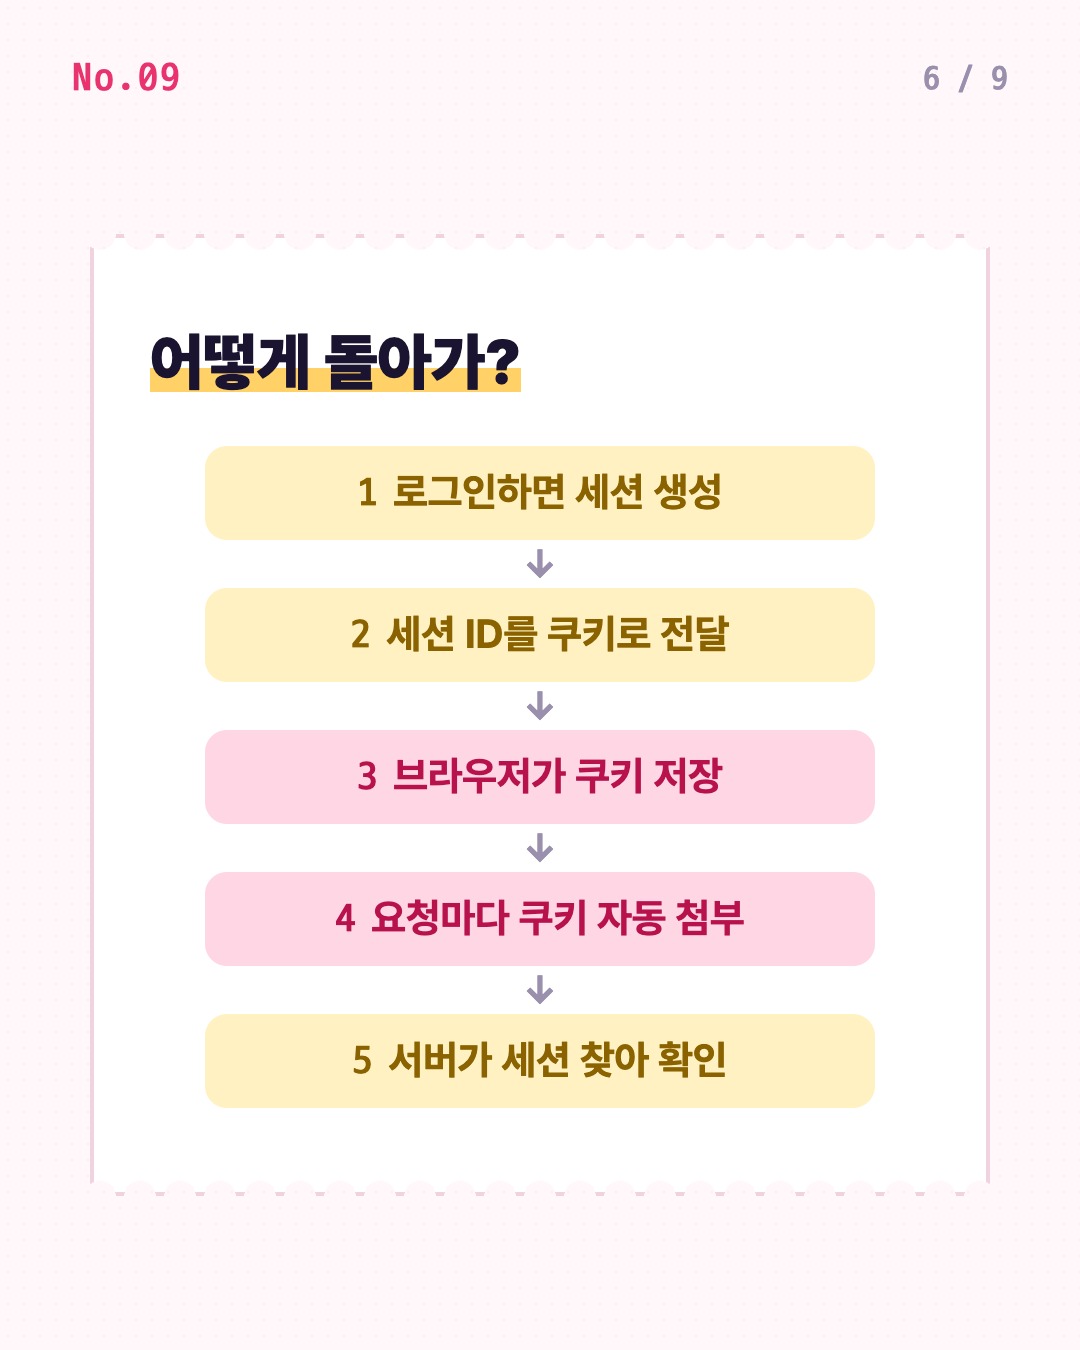 No.09
6 / 9
어떻게 돌아가?
1 로그인하면 세션 생성
2 세션 ID를 쿠키로 전달
3 브라우저가 쿠키 저장
4 요청마다 쿠키 자동 첨부
5 서버가 세션 찾아 확인